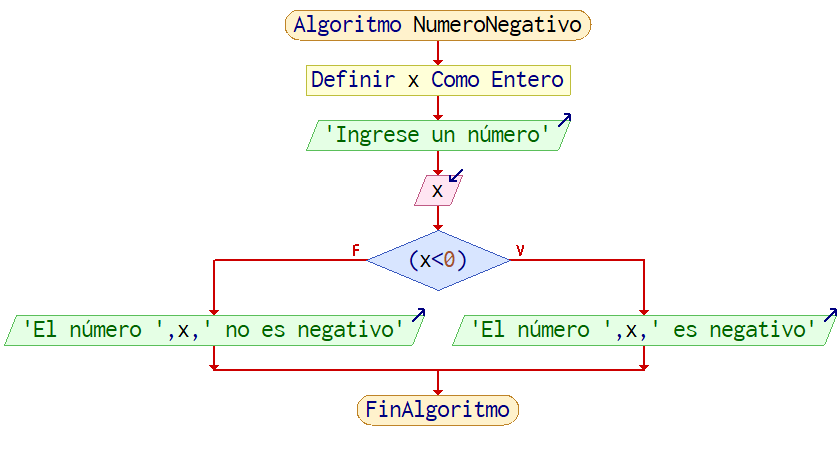 Algoritmo NumeroNegativo
Definir x Como Entero
'Ingrese un número'
x
(x<0)
F
V
'El número ',x,' no es negativo'
'El número ',x,' es negativo'
FinAlgoritmo